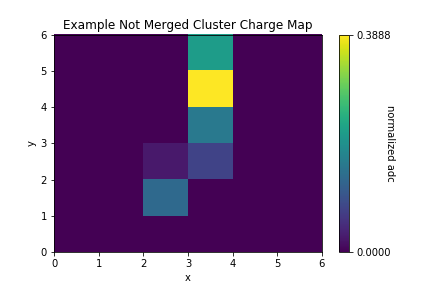 Example Not Merged Cluster Charge Map
6
5
4
3
2
1
0
y
0 1 2 3 4 5 6
x
0.3888
0.0000
normalized adc